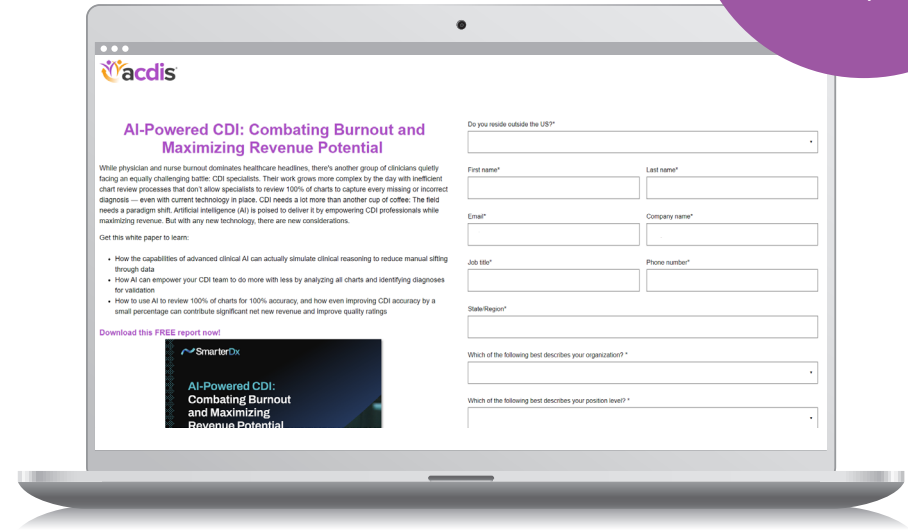 acdis
AI-Powered CDI: Combating Burnout and
Maximizing Revenue Potential
While physician and nurse burnout dominates healthcare headlines, there's another group of clinicians quietly
facing an equally challenging battle: CDI specialists. Their work grows more complex by the day with inefficient
chart review processes that don't allow specialists to review 100% of charts to capture every missing or incorrect
diagnosis — even with current technology in place. CDI needs a lot more than another cup of coffee: The field
needs a paradigm shift. Artificial intelligence (AI) is poised to deliver it by empowering CDI professionals while
maximizing revenue. But with any new technology, there are new considerations.
Get this white paper to learn:
• How the capabilities of advanced clinical AI can actually simulate clinical reasoning to reduce manual sifting
through data
• How AI can empower your CDI team to do more with less by analyzing all charts and identifying diagnoses
for validation
• How to use AI to review 100% of charts for 100% accuracy, and how even improving CDI accuracy by a
small percentage can contribute significant net new revenue and improve quality ratings
Download this FREE report now!
SmarterDx
AI-Powered CDI:
Combating Burnout
and Maximizing
Revenue Potential
Do you reside outside the US?*
First name*
Last name*
Email*
Company name*
Job title*
Phone number*
State/Region*
Which of the following best describes your organization? *
Which of the following best describes your position level? *